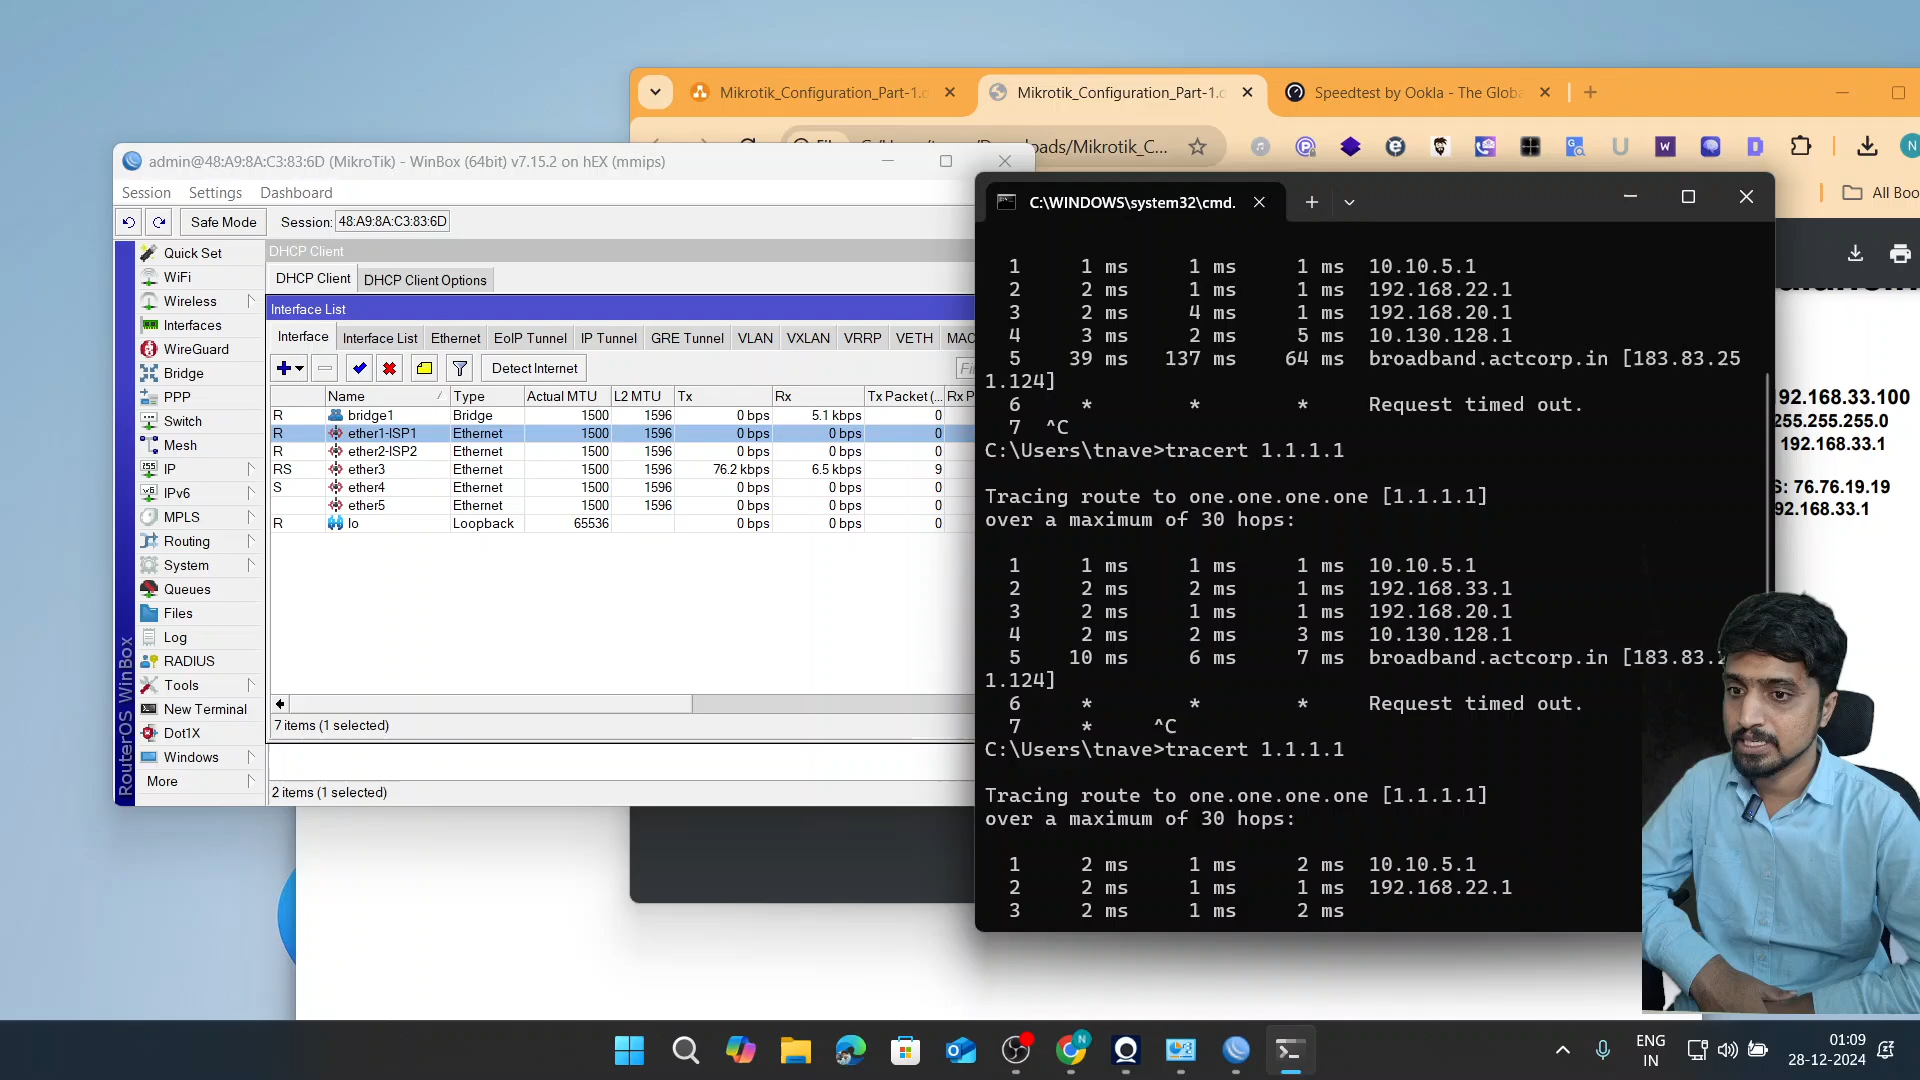 Mikrotik_Configuration_Part-1.
Mikrotik_Configuration_Part-1.
Speedtest by Ookla - The Globa
admin@48:A9:8A:C3:83:6D (MikroTik) - WinBox (64bit) v7.15.2 on hEX (mmips)
loads/Mikrotik_C...
Session Settings Dashboard
All Boo
Safe Mode Session: 48:A9:8A:C3:83:6D
C:\WINDOWS\system32\cmd.
Quick Set
WiFi
Wireless
Interfaces
WireGuard
Bridge
PPP
Switch
Mesh
IP
IPv6
MPLS
Routing
System
Queues
Files
Log
RADIUS
Tools
New Terminal
Dot1X
Windows
More
RouterOS WinBox
DHCP Client
DHCP Client DHCP Client Options
Interface List
Interface Interface List Ethernet EoIP Tunnel IP Tunnel GRE Tunnel VLAN VXLAN VRRP VETH MAC
Detect Internet
Name Type Actual MTU L2 MTU Tx Rx Tx Packet (... Rx P
R bridge1 Bridge 1500 1596 0 bps 5.1 kbps 0
R ether1-ISP1 Ethernet 1500 1596 0 bps 0 bps 0
R ether2-ISP2 Ethernet 1500 1596 0 bps 0 bps 0
RS ether3 Ethernet 1500 1596 76.2 kbps 6.5 kbps 9
S ether4 Ethernet 1500 1596 0 bps 0 bps 0
ether5 Ethernet 1500 1596 0 bps 0 bps 0
R lo Loopback 65536 0 bps 0 bps 0
7 items (1 selected)
2 items (1 selected)
1 1 ms 1 ms 1 ms 10.10.5.1
2 2 ms 1 ms 1 ms 192.168.22.1
3 2 ms 4 ms 1 ms 192.168.20.1
4 3 ms 2 ms 5 ms 10.130.128.1
5 39 ms 137 ms 64 ms broadband.actcorp.in [183.83.25
1.124]
6 * * * Request timed out.
7 ^C
C:\Users\tnave>tracert 1.1.1.1
Tracing route to one.one.one.one [1.1.1.1]
over a maximum of 30 hops:
1 1 ms 1 ms 1 ms 10.10.5.1
2 2 ms 2 ms 1 ms 192.168.33.1
3 2 ms 1 ms 1 ms 192.168.20.1
4 2 ms 2 ms 3 ms 10.130.128.1
5 10 ms 6 ms 7 ms broadband.actcorp.in [183.83.
1.124]
6 * * * Request timed out.
7 * ^C
C:\Users\tnave>tracert 1.1.1.1
Tracing route to one.one.one.one [1.1.1.1]
over a maximum of 30 hops:
1 2 ms 1 ms 2 ms 10.10.5.1
2 2 ms 1 ms 1 ms 192.168.22.1
3 2 ms 1 ms 2 ms
92.168.33.100
255.255.255.0
192.168.33.1
S: 76.76.19.19
92.168.33.1
ENG
IN
01:09
28-12-2024